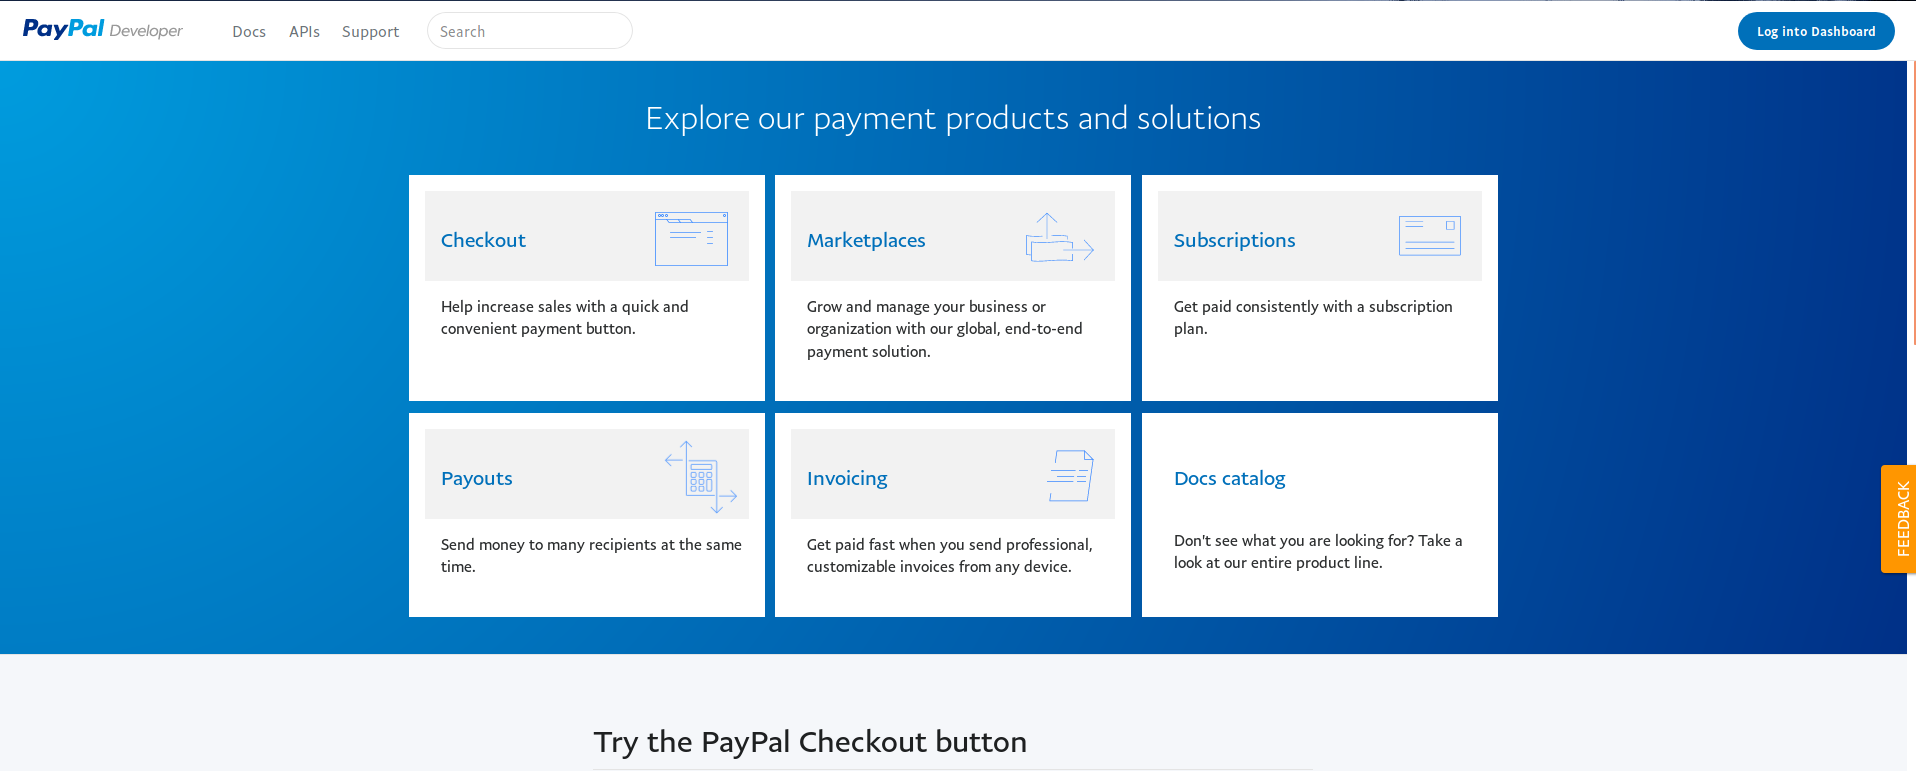 PayPal Developer
Docs APIs Support Search Log into Dashboard
Explore our payment products and solutions
Checkout
Help increase sales with a quick and
convenient payment button.
Marketplaces
Grow and manage your business or
organization with our global, end-to-end
payment solution.
Subscriptions
Get paid consistently with a subscription
plan.
Payouts
Send money to many recipients at the same
time.
Invoicing
Get paid fast when you send professional,
customizable invoices from any device.
Docs catalog
Don't see what you are looking for? Take a
look at our entire product line.
FEEDBACK
Try the PayPal Checkout button